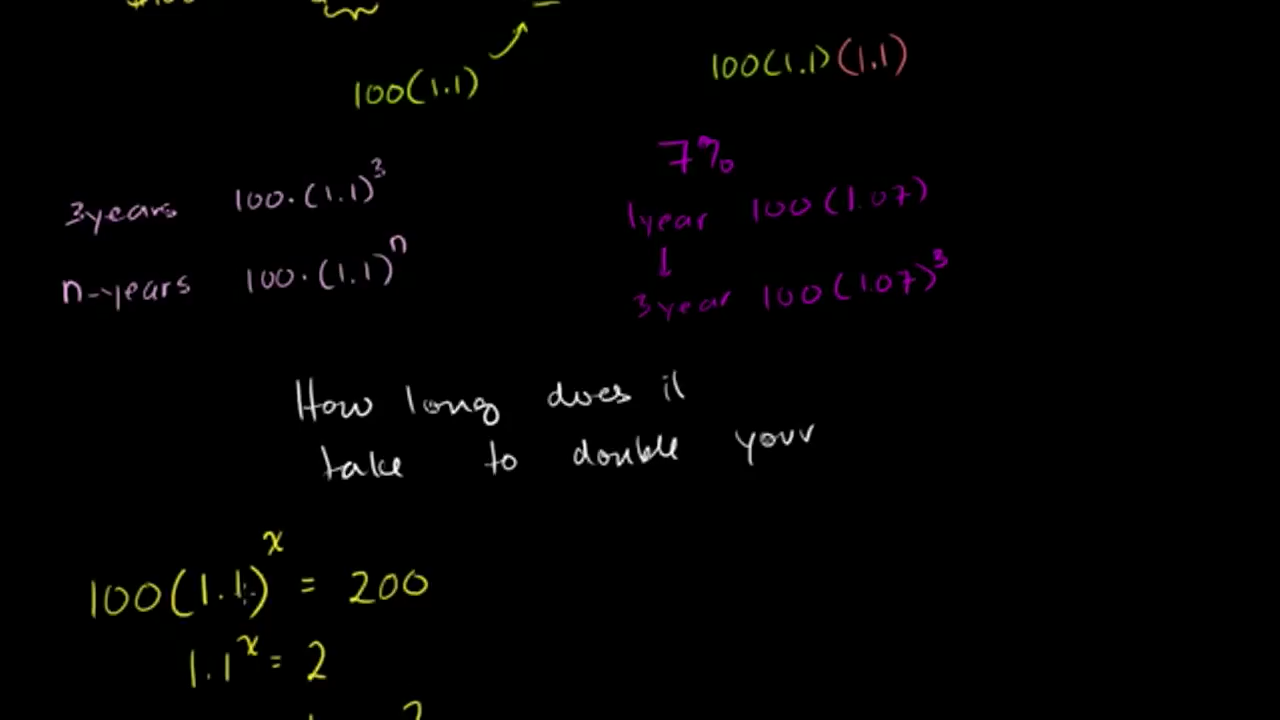 $100
100(1.1)
100(1.1)(1.1)
7%
3years 100·(1.1)^3
1year 100(1.07)
n-years 100·(1.1)^n
3year 100(1.07)^3
How long does it
take to double your
100(1.1)^x = 200
1.1^x = 2